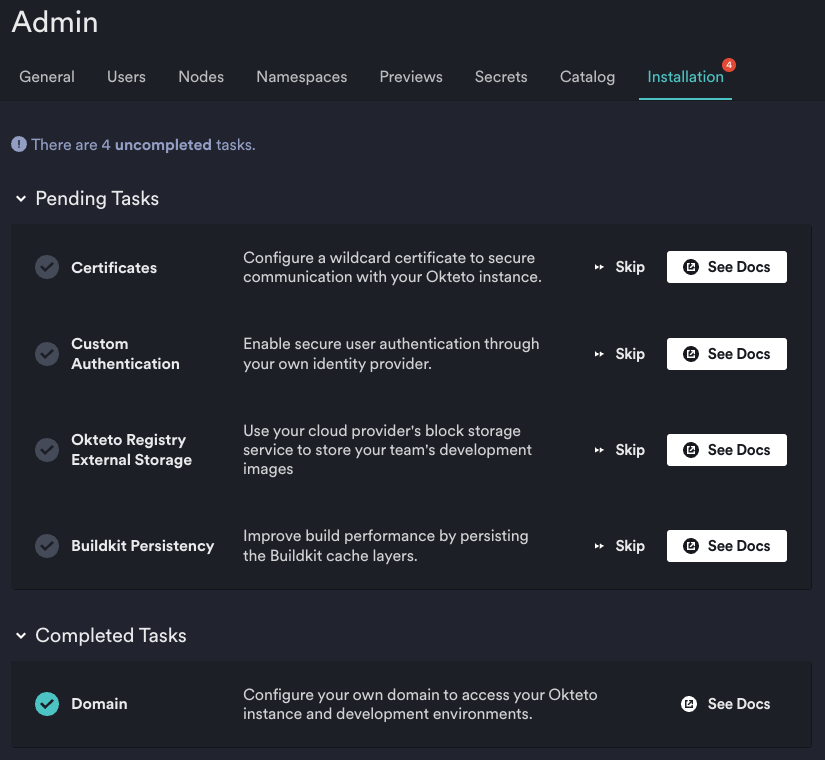 Admin
General Users Nodes Namespaces Previews Secrets Catalog Installation 4
! There are 4 uncompleted tasks.
Pending Tasks
Certificates
Configure a wildcard certificate to secure
communication with your Okteto instance.
Skip
See Docs
Custom
Authentication
Enable secure user authentication through
your own identity provider.
Skip
See Docs
Okteto Registry
External Storage
Use your cloud provider's block storage
service to store your team's development
images
Skip
See Docs
Buildkit Persistency
Improve build performance by persisting
the Buildkit cache layers.
Skip
See Docs
Completed Tasks
Domain
Configure your own domain to access your Okteto
instance and development environments.
See Docs